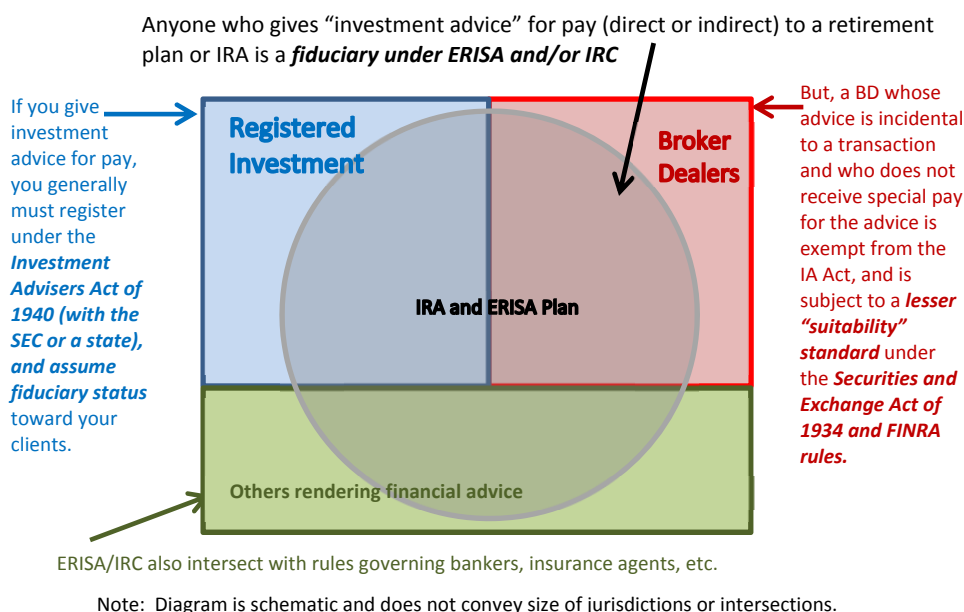 Anyone who gives “investment advice” for pay (direct or indirect) to a retirement
plan or IRA is a fiduciary under ERISA and/or IRC
If you give
investment
advice for pay,
you generally
must register
under the
Investment
Advisers Act of
1940 (with the
SEC or a state),
and assume
fiduciary status
toward your
clients.
Registered
Investment
Broker
Dealers
IRA and ERISA Plan
Others rendering financial advice
But, a BD whose
advice is incidental
to a transaction
and who does not
receive special pay
for the advice is
exempt from the
IA Act, and is
subject to a lesser
“suitability”
standard under
the Securities and
Exchange Act of
1934 and FINRA
rules.
ERISA/IRC also intersect with rules governing bankers, insurance agents, etc.
Note: Diagram is schematic and does not convey size of jurisdictions or intersections.